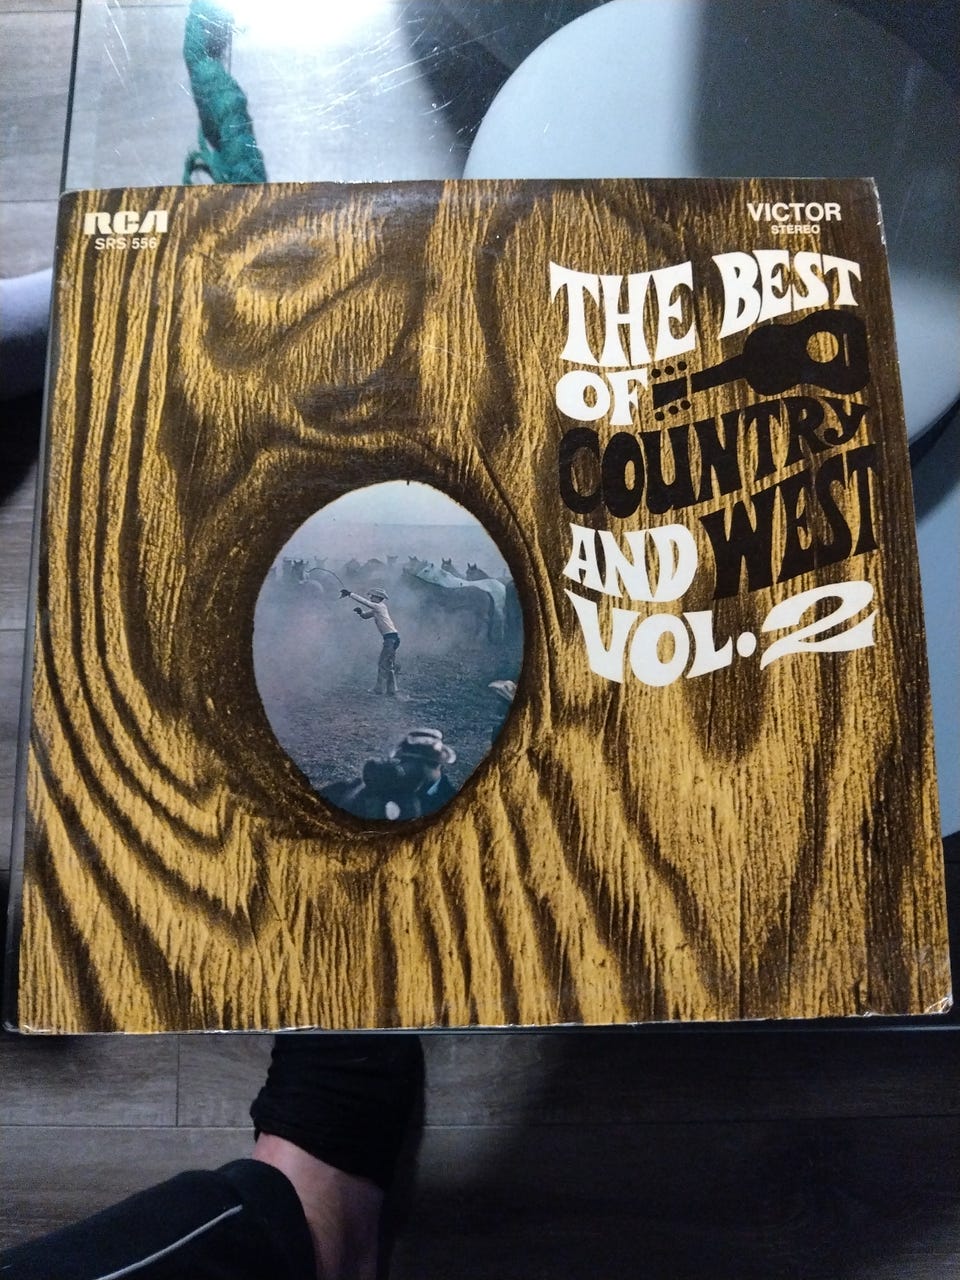 RCA
SRS 556
VICTOR
STEREO
THE BEST
OF
COUNTRY
AND WEST
VOL. 2